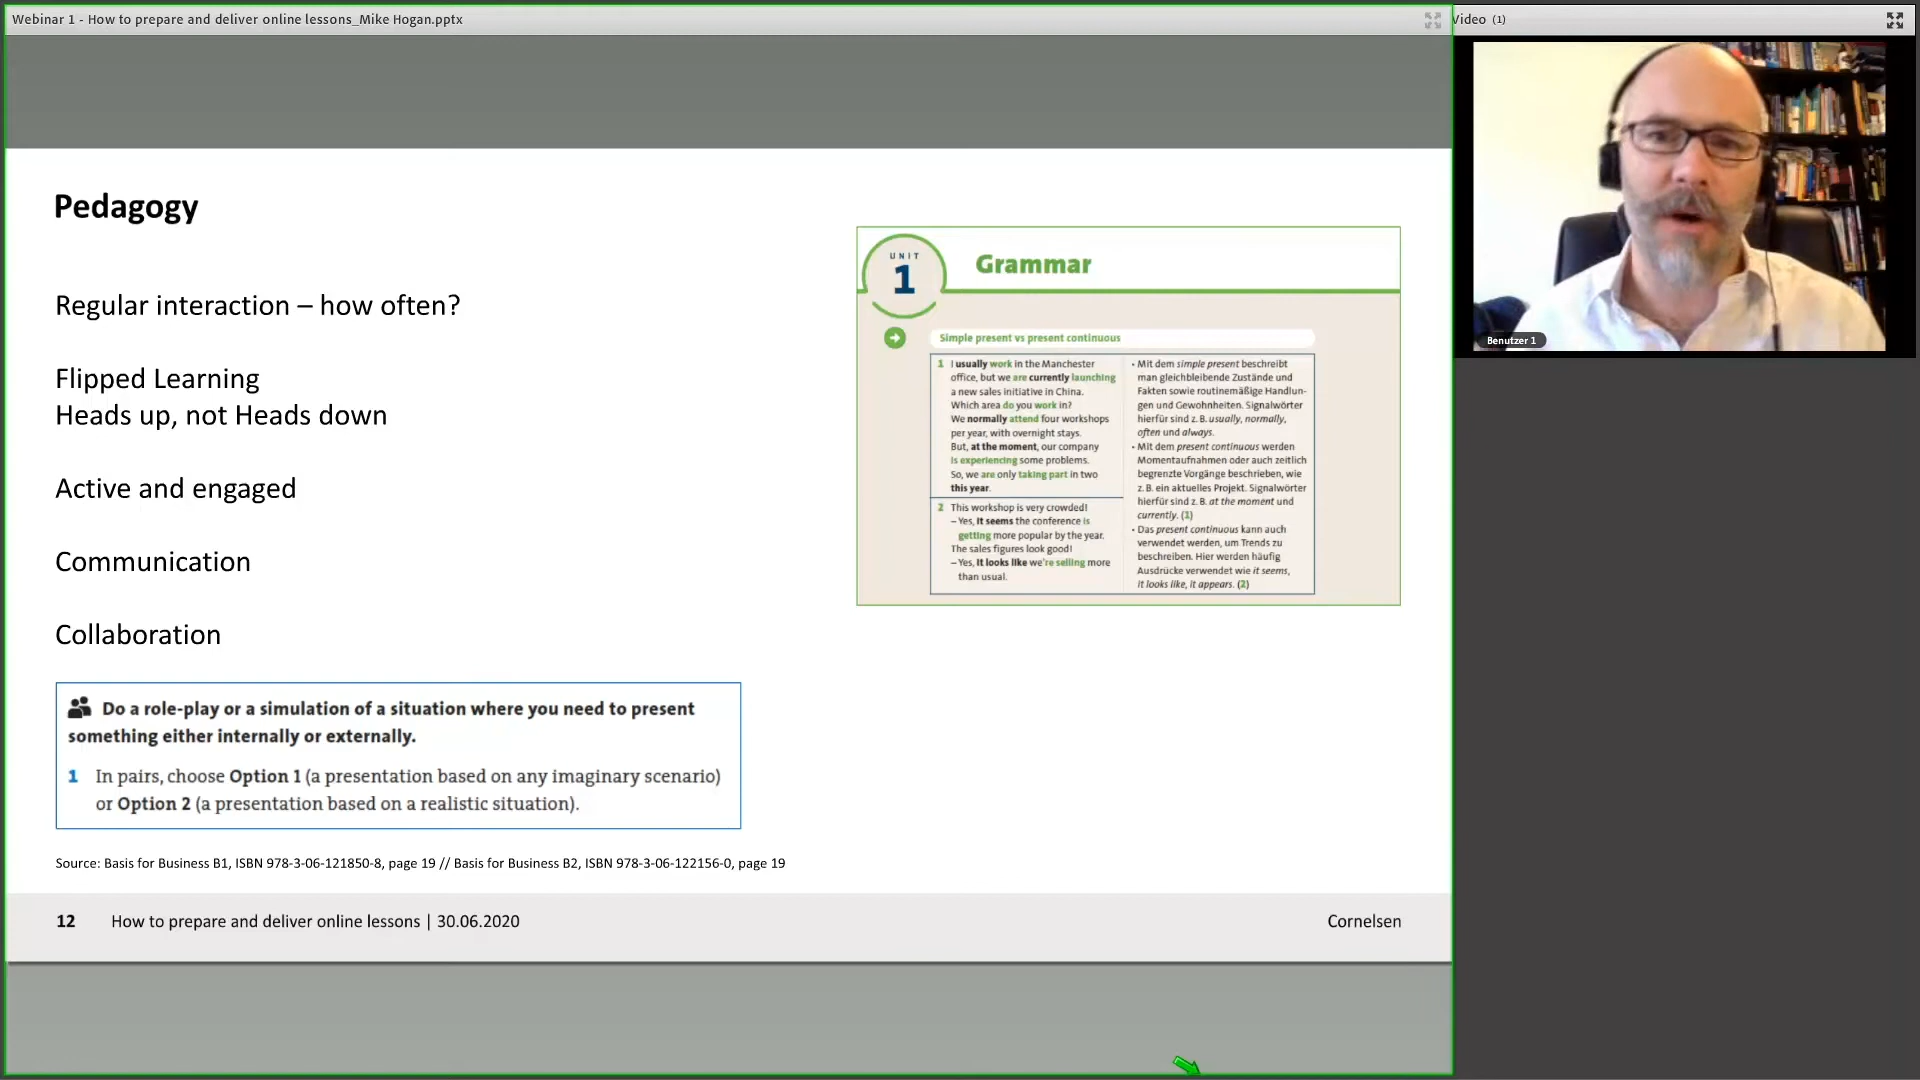 Webinar 1 - How to prepare and deliver online lessons_Mike Hogan.pptx
Video (1)
Benutzer 1
Pedagogy
Regular interaction – how often?
Flipped Learning
Heads up, not Heads down
Active and engaged
Communication
Collaboration
UNIT
1
Grammar
Simple present vs present continuous
1 I usually work in the Manchester
office, but we are currently launching
a new sales initiative in China.
Which area do you work in?
We normally attend four workshops
per year, with overnight stays.
But, at the moment, our company
is experiencing some problems.
So, we are only taking part in two
this year.
2 This workshop is very crowded!
– Yes, It seems the conference is
getting more popular by the year.
The sales figures look good!
– Yes, It looks like we're selling more
than usual.
• Mit dem simple present beschreibt
man gleichbleibende Zustände und
Fakten sowie routinemäßige Handlun-
gen und Gewohnheiten. Signalwörter
hierfür sind z. B. usually, normally,
often und always.
• Mit dem present continuous werden
Momentaufnahmen oder auch zeitlich
begrenzte Vorgänge beschrieben, wie
z. B. ein aktuelles Projekt. Signalwörter
hierfür sind z. B. at the moment und
currently. (1)
• Das present continuous kann auch
verwendet werden, um Trends zu
beschreiben. Hier werden häufig
Ausdrücke verwendet wie it seems,
it looks like, it appears. (2)
Do a role-play or a simulation of a situation where you need to present
something either internally or externally.
1 In pairs, choose Option 1 (a presentation based on any imaginary scenario)
or Option 2 (a presentation based on a realistic situation).
Source: Basis for Business B1, ISBN 978-3-06-121850-8, page 19 // Basis for Business B2, ISBN 978-3-06-122156-0, page 19
12 How to prepare and deliver online lessons | 30.06.2020
Cornelsen